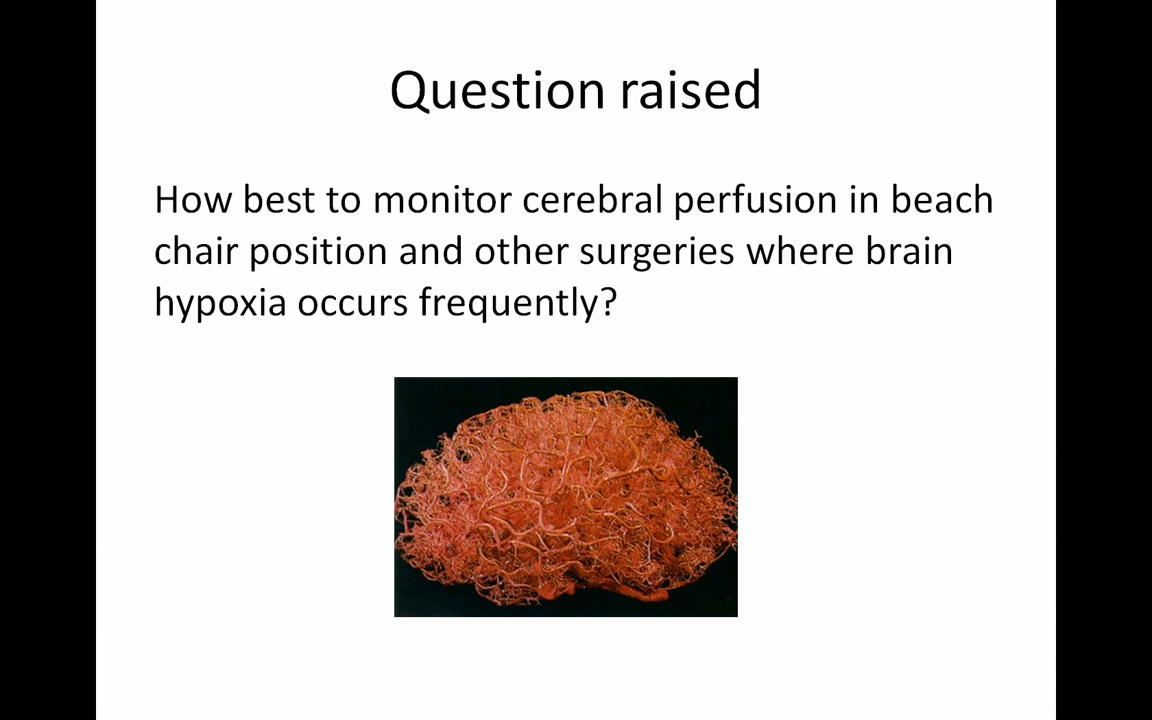 Question raised
How best to monitor cerebral perfusion in beach
chair position and other surgeries where brain
hypoxia occurs frequently?